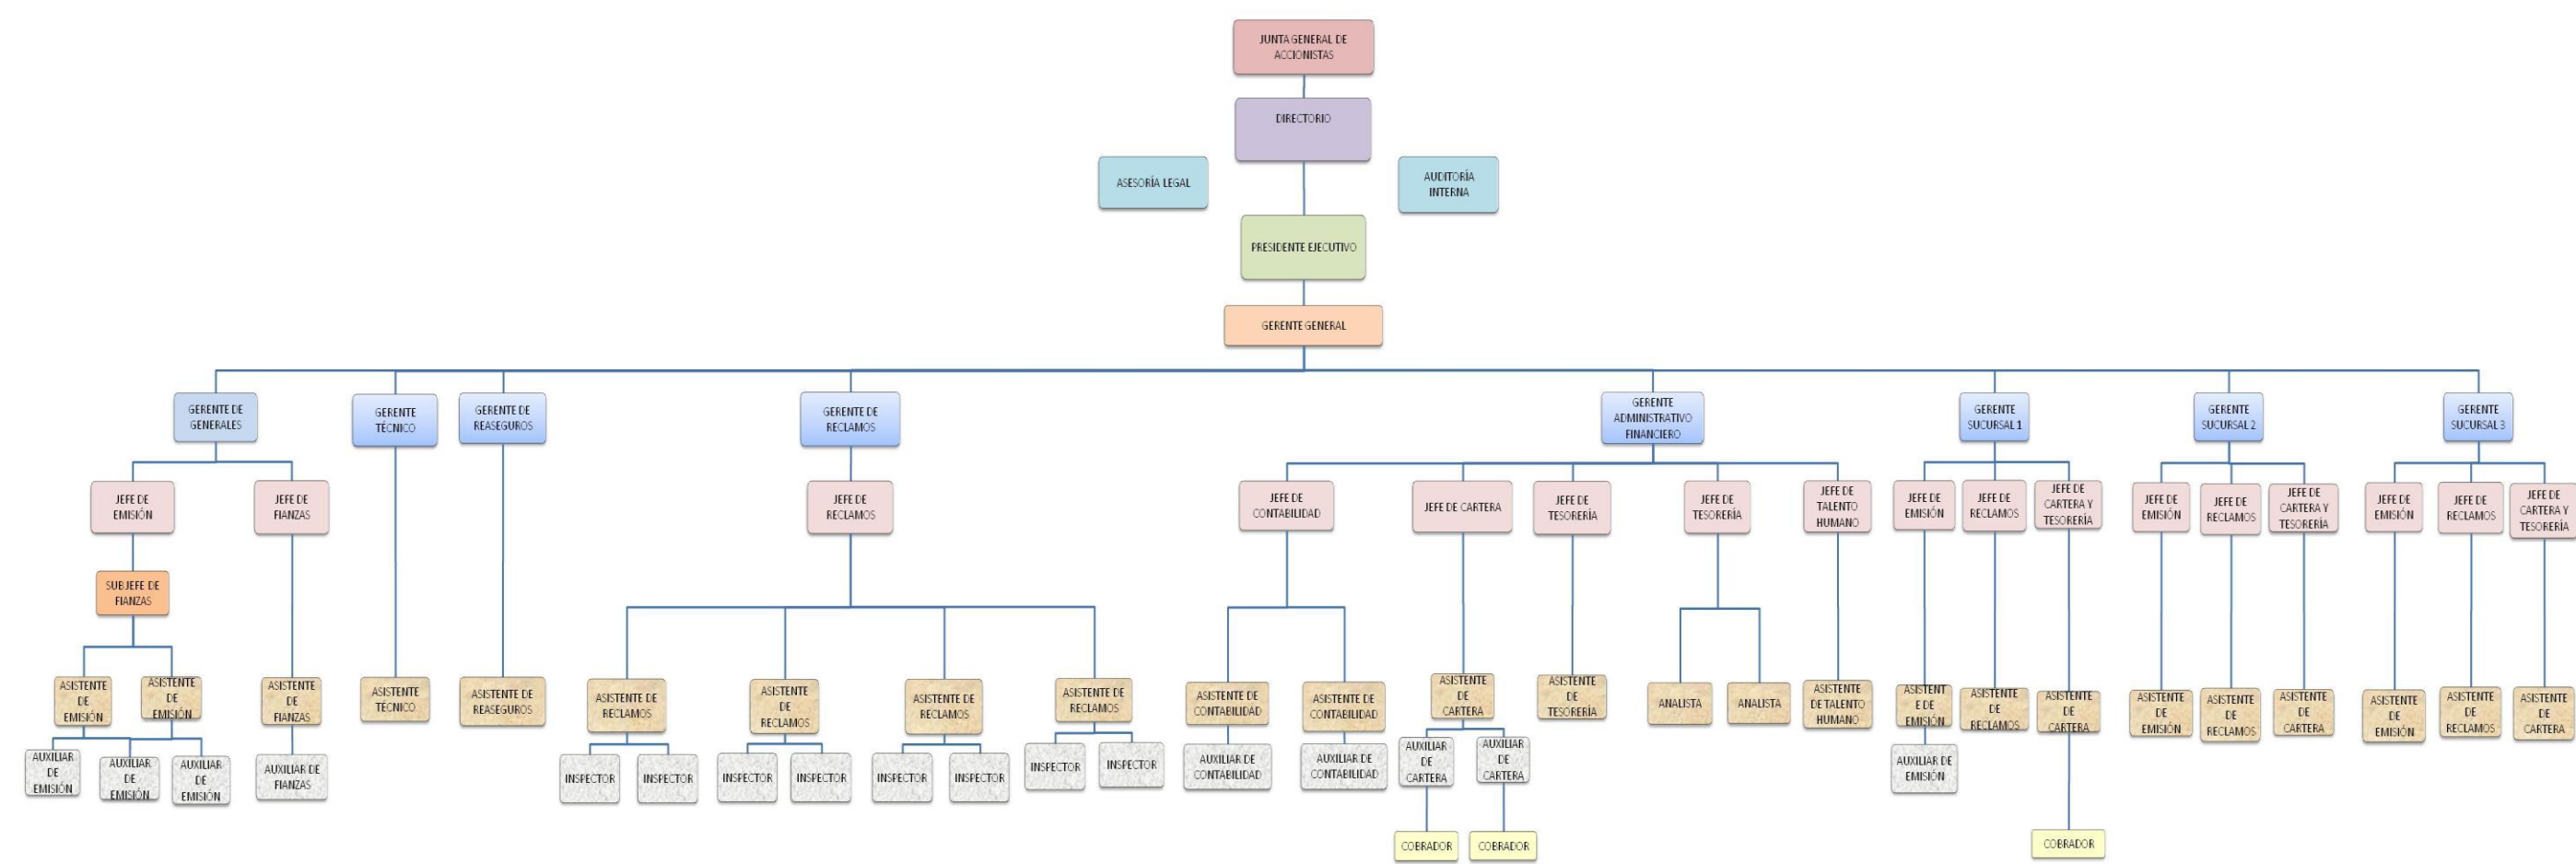 JUNTA GENERAL DE
ACCIONISTAS
DIRECTORIO
ASESORÍA LEGAL
AUDITORÍA
INTERNA
PRESIDENTE EJECUTIVO
GERENTE GENERAL
GERENTE DE
GENERALES
GERENTE
TÉCNICO
GERENTE DE
REASEGUROS
GERENTE DE
RECLAMOS
GERENTE
ADMINISTRATIVO
FINANCIERO
GERENTE
SUCURSAL 1
GERENTE
SUCURSAL 2
GERENTE
SUCURSAL 3
JEFE DE
EMISIÓN
JEFE DE
FIANZAS
JEFE DE
RECLAMOS
JEFE DE
CONTABILIDAD
JEFE DE CARTERA
JEFE DE
TESORERÍA
JEFE DE
TESORERÍA
JEFE DE
TALENTO
HUMANO
JEFE DE
EMISIÓN
JEFE DE
RECLAMOS
JEFE DE
CARTERA Y
TESORERÍA
JEFE DE
EMISIÓN
JEFE DE
RECLAMOS
JEFE DE
CARTERA Y
TESORERÍA
JEFE DE
EMISIÓN
JEFE DE
RECLAMOS
JEFE DE
CARTERA Y
TESORERÍA
SUBJEFE DE
FIANZAS
ASISTENTE
DE
EMISIÓN
ASISTENTE
DE
EMISIÓN
ASISTENTE
DE
FIANZAS
ASISTENTE
TÉCNICO
ASISTENTE DE
REASEGUROS
ASISTENTE DE
RECLAMOS
ASISTENTE
DE
RECLAMOS
ASISTENTE DE
RECLAMOS
ASISTENTE DE
RECLAMOS
ASISTENTE DE
CONTABILIDAD
ASISTENTE DE
CONTABILIDAD
ASISTENTE
DE
CARTERA
ASISTENTE
DE
TESORERÍA
ANALISTA
ANALISTA
ASISTENTE
DE TALENTO
HUMANO
ASISTENT
E DE
EMISIÓN
ASISTENTE
DE
RECLAMOS
ASISTENTE
DE
CARTERA
ASISTENTE
DE
EMISIÓN
ASISTENTE
DE
RECLAMOS
ASISTENTE
DE
CARTERA
ASISTENTE
DE
EMISIÓN
ASISTENTE
DE
RECLAMOS
ASISTENTE
DE
CARTERA
AUXILIAR
DE
EMISIÓN
AUXILIAR
DE
EMISIÓN
AUXILIAR
DE
EMISIÓN
AUXILIAR DE
FIANZAS
INSPECTOR
INSPECTOR
INSPECTOR
INSPECTOR
INSPECTOR
INSPECTOR
INSPECTOR
INSPECTOR
AUXILIAR DE
CONTABILIDAD
AUXILIAR DE
CONTABILIDAD
AUXILIAR
DE
CARTERA
AUXILIAR
DE
CARTERA
AUXILIAR DE
EMISIÓN
COBRADOR
COBRADOR
COBRADOR